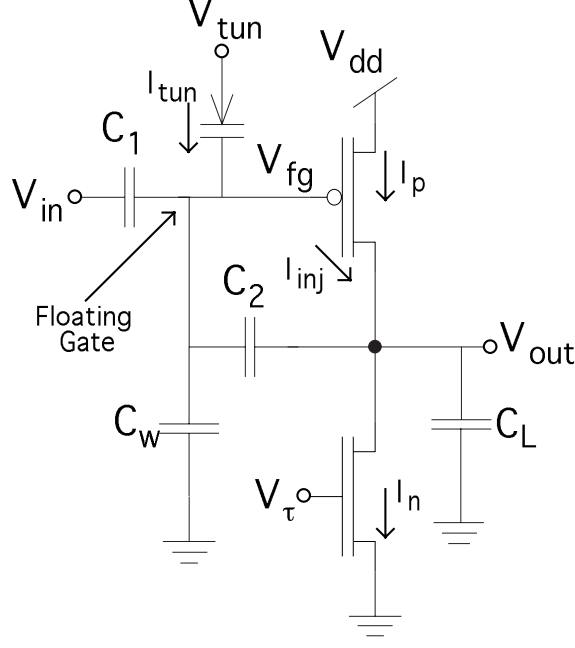 V_tun
V_dd
I_tun
C_1
V_fg
I_p
V_in
I_inj
C_2
Floating
Gate
V_out
C_w
C_L
V_τ
I_n